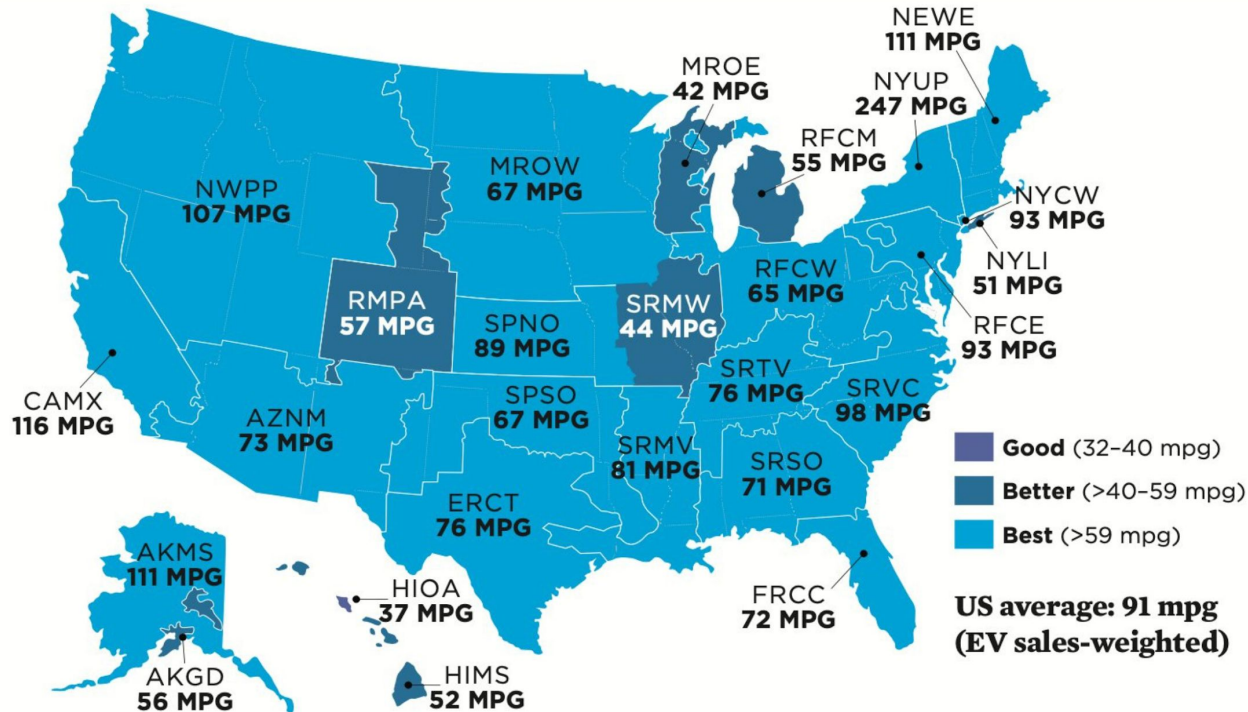 NEWE
111 MPG
MROE
42 MPG
NYUP
247 MPG
RFCM
55 MPG
MROW
67 MPG
NWPP
107 MPG
NYCW
93 MPG
NYLI
51 MPG
RFCW
65 MPG
RMPA
57 MPG
SRMW
44 MPG
SPNO
89 MPG
RFCE
93 MPG
SRTV
76 MPG
SRVC
98 MPG
CAMX
116 MPG
AZNM
73 MPG
SPSO
67 MPG
SRMV
81 MPG
SRSO
71 MPG
ERCT
76 MPG
Good (32–40 mpg)
Better (>40–59 mpg)
Best (>59 mpg)
AKMS
111 MPG
HIOA
37 MPG
FRCC
72 MPG
US average: 91 mpg
(EV sales-weighted)
AKGD
56 MPG
HIMS
52 MPG